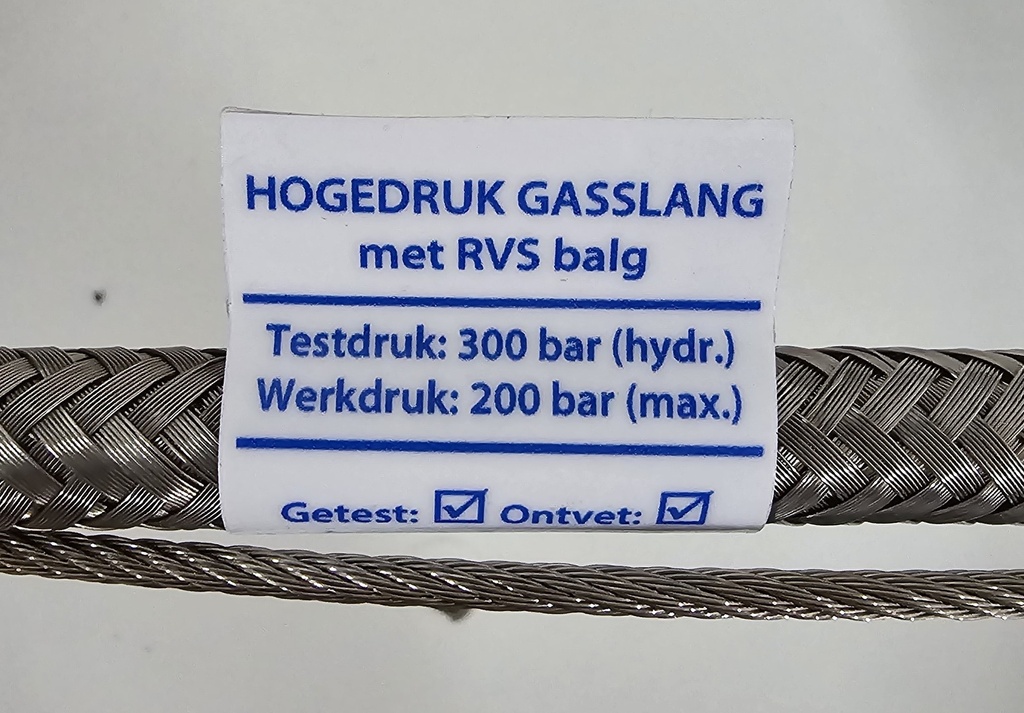 HOGEDRUK GASSLANG
met RVS balg
Testdruk: 300 bar (hydr.)
Werkdruk: 200 bar (max.)
Getest: ☑ Ontvet: ☑